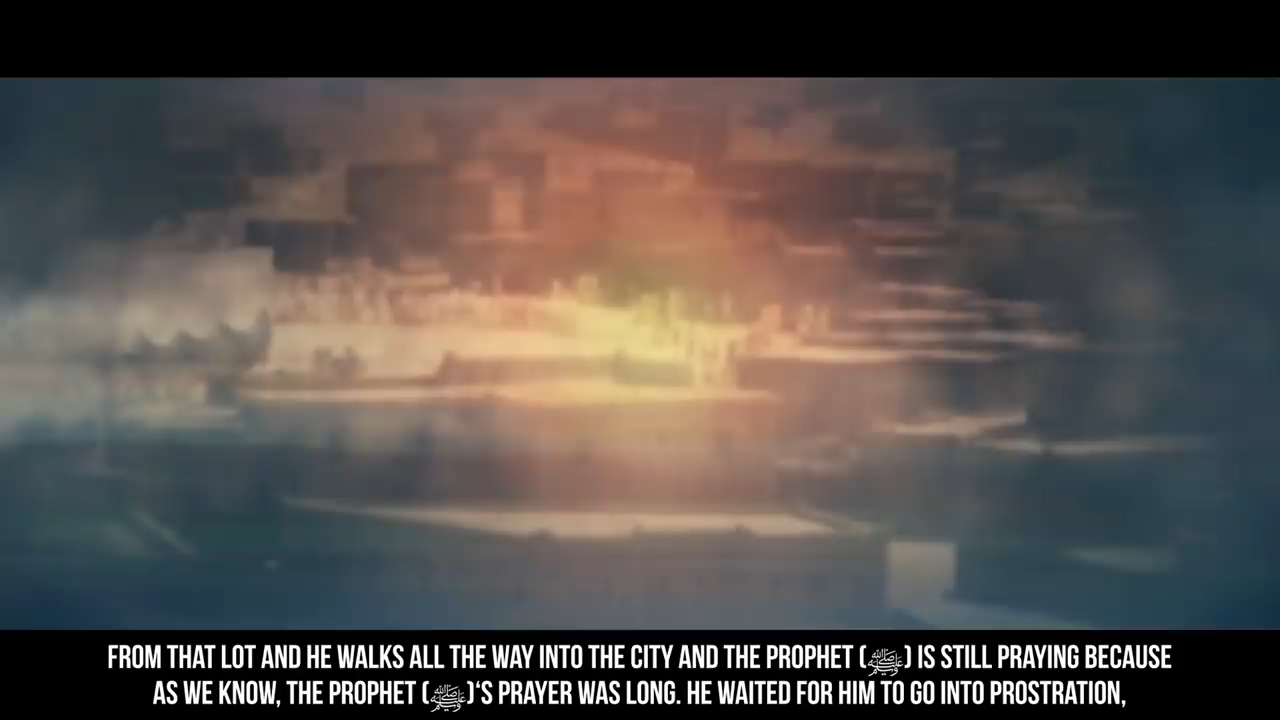 FROM THAT LOT AND HE WALKS ALL THE WAY INTO THE CITY AND THE PROPHET (ﷺ) IS STILL PRAYING BECAUSE
AS WE KNOW, THE PROPHET (ﷺ)‘S PRAYER WAS LONG. HE WAITED FOR HIM TO GO INTO PROSTRATION,